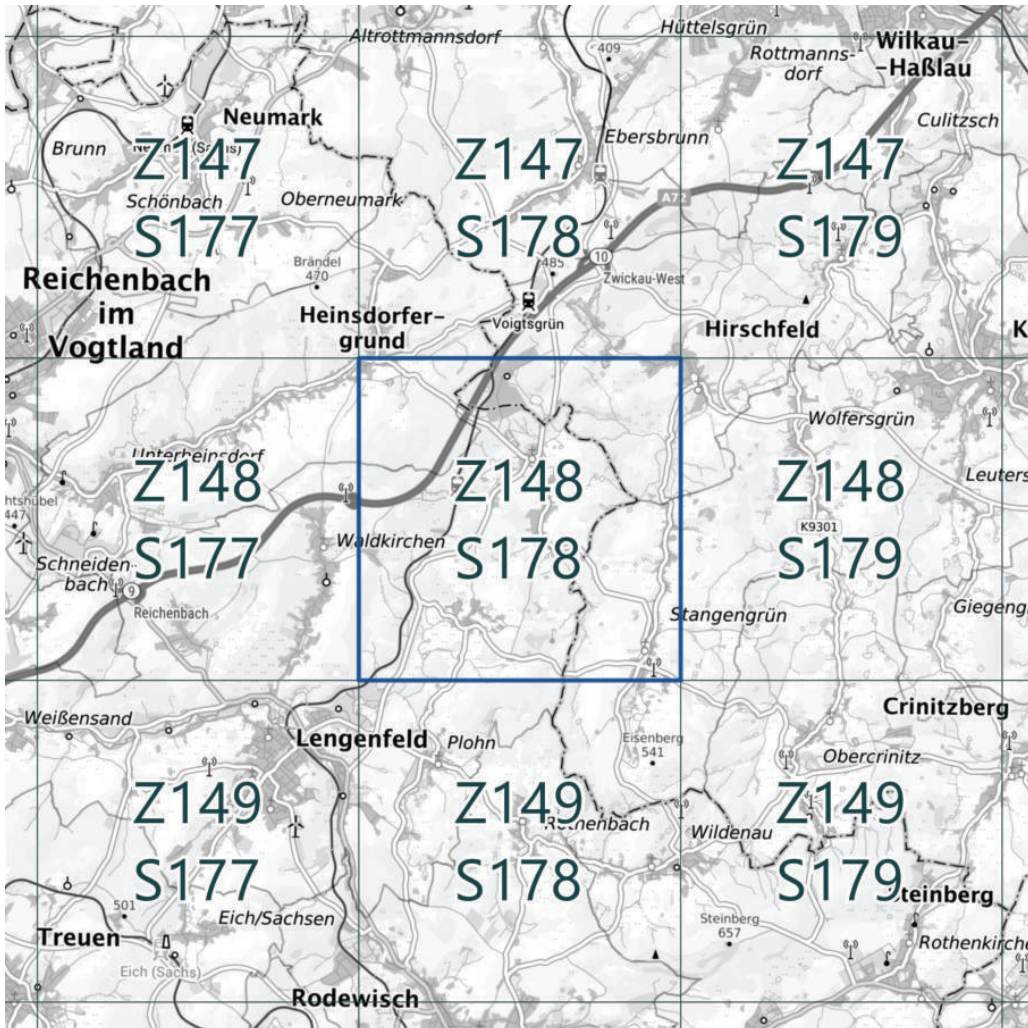 Altrottmannsdorf
Hüttelsgrün
409
Rottmanns-
dorf
Wilkau-
-Haßlau
Neumark
Culitzsch
Brunn
Ebersbrunn
Z147
Z147
Z147
Schönbach
Oberneumark
A72
S177
S178
S179
Reichenbach
im
Vogtland
Brändel
470
485
10
Zwickau-West
Heinsdorfer-
grund
Voigtsgrün
Hirschfeld
K
Wolfersgrün
Unterheinsdorf
Z148
Z148
Z148
Leuters
htshübel
447
K9301
Waldkirchen
S177
S178
S179
Schneiden-
bach
9
Reichenbach
Stangengrün
Giegengr
Weißensand
Lengenfeld
Plohn
Eisenberg
541
Crinitzberg
Obercrinitz
Z149
Z149
Z149
Röthenbach
Wildenau
S177
S178
S179
Steinberg
501
Eich/Sachsen
Steinberg
657
Treuen
Rothenkirche
Eich (Sachs)
Rodewisch